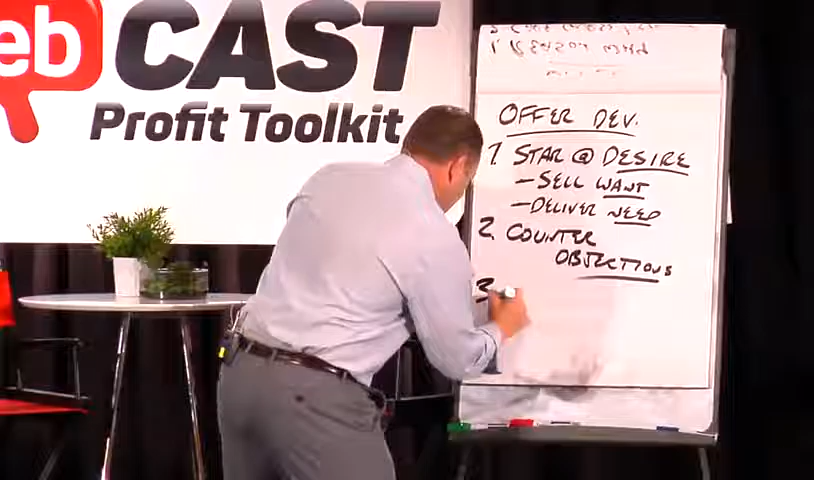 eb CAST
Profit Toolkit
OFFER DEV.
1. STAR @ DESIRE
- SELL WANT
- DELIVER NEED
2. COUNTER
OBJECTIONS
3